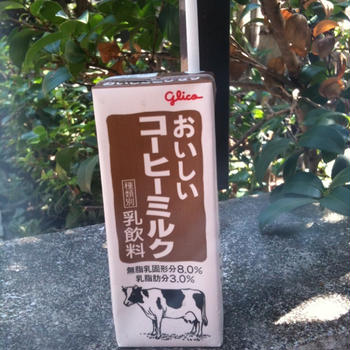 glico
おいしい
コーヒーミルク
種類別
乳飲料
無脂乳固形分8.0%
乳脂肪分3.0%